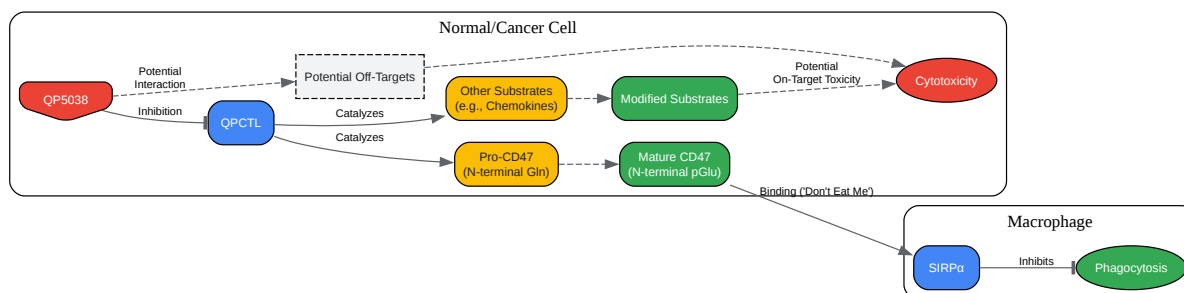 Normal/Cancer Cell
Potential
Interaction
Potential Off-Targets
QP5038
Inhibition
QPCTL
Catalyzes
Catalyzes
Other Substrates
(e.g., Chemokines)
Modified Substrates
Potential
On-Target Toxicity
Cytotoxicity
Pro-CD47
(N-terminal Gln)
Mature CD47
(N-terminal pGlu)
Binding ('Don't Eat Me')
Macrophage
SIRPα
Inhibits
Phagocytosis